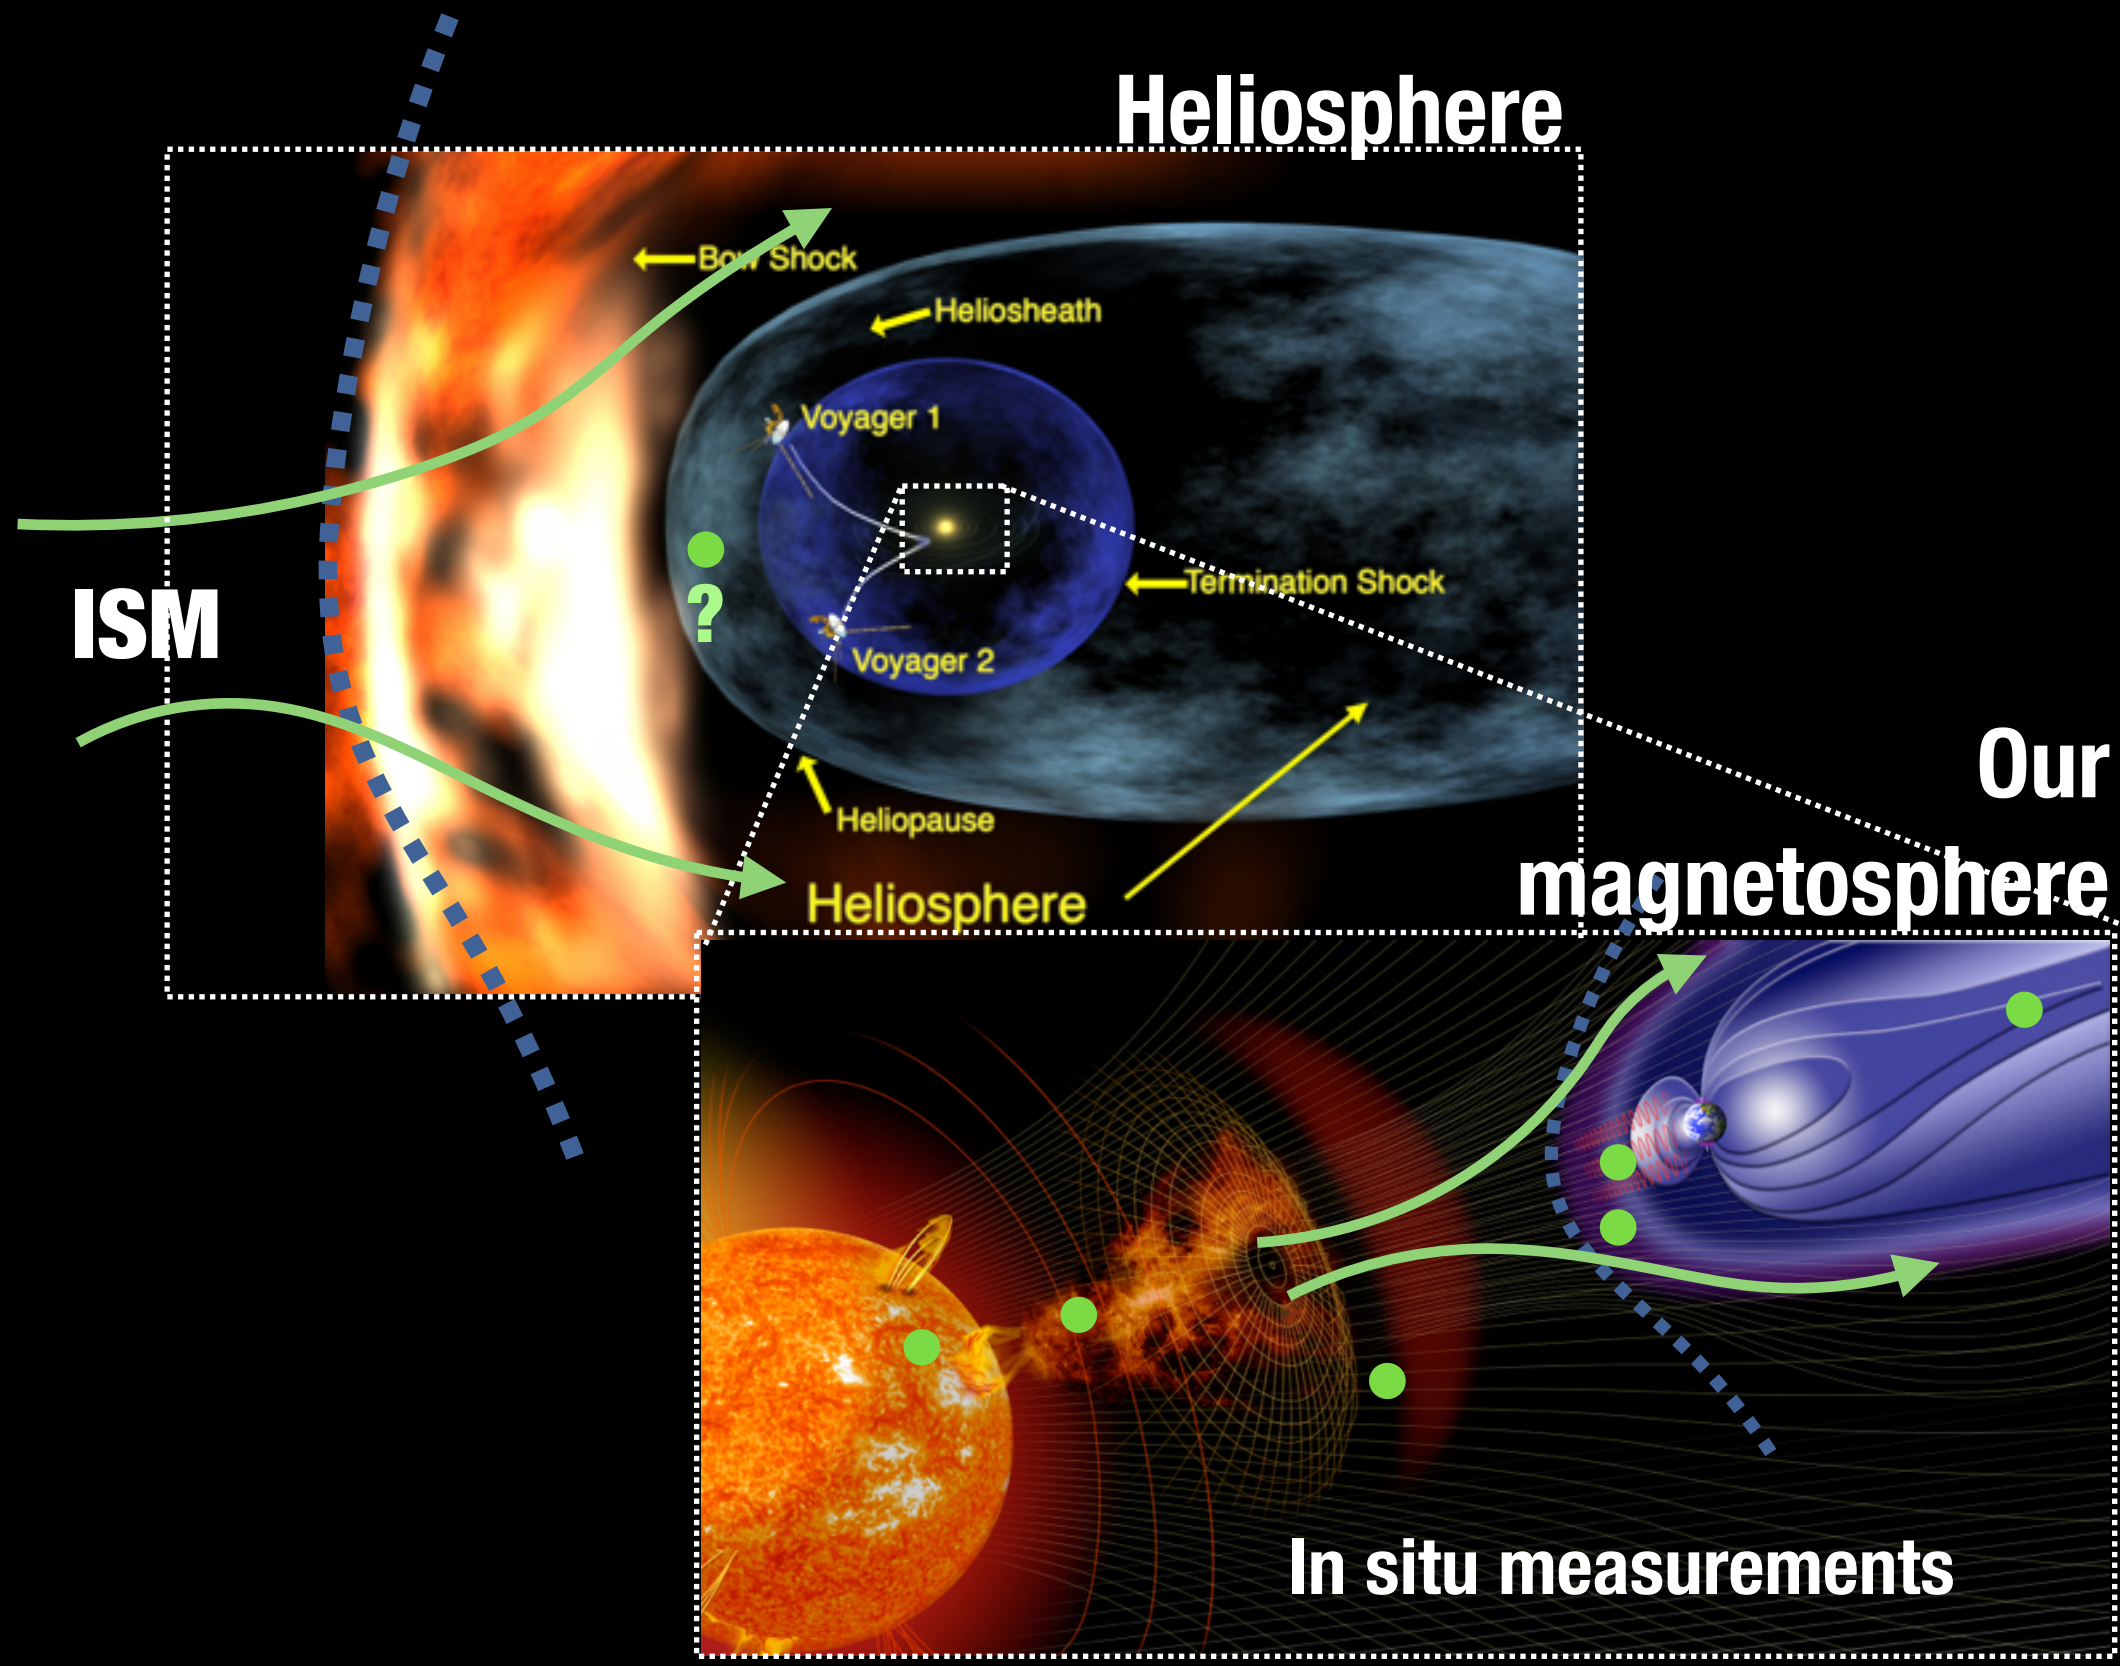 Heliosphere
Bow Shock
Heliosheath
Voyager 1
Termination Shock
ISM
?
Voyager 2
Our
magnetosphere
Heliopause
Heliosphere
In situ measurements